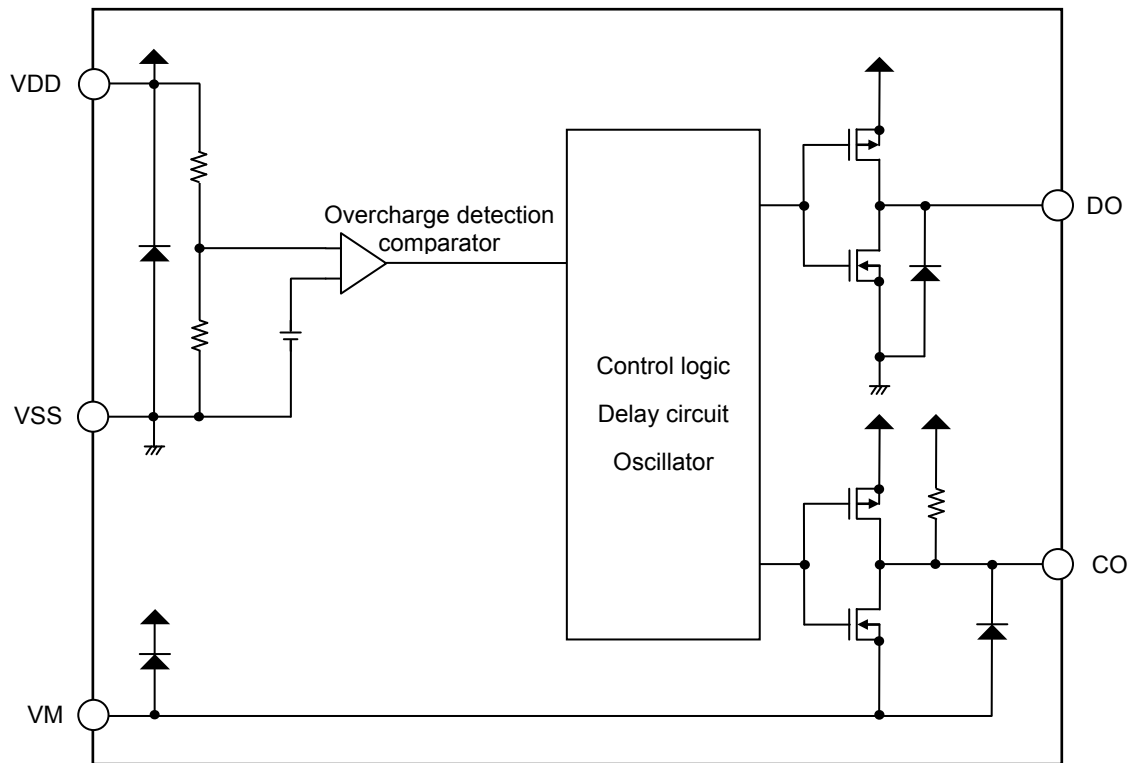 VDD
Overcharge detection
comparator
DO
VSS
Control logic
Delay circuit
Oscillator
CO
VM